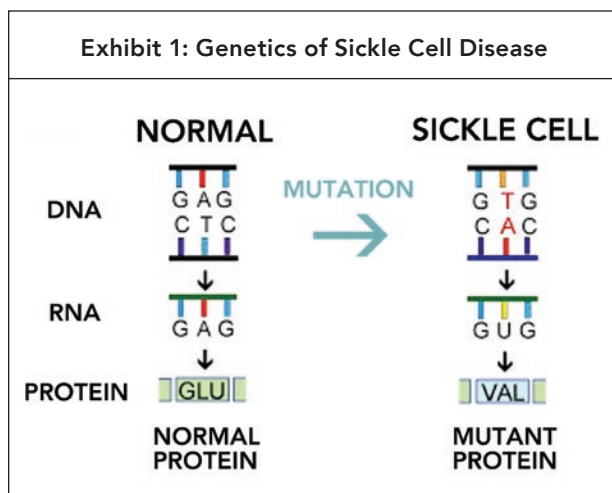 Exhibit 1: Genetics of Sickle Cell Disease
NORMAL
SICKLE CELL
MUTATION
DNA
G A G
C T C
G T G
C A C
RNA
G A G
G U G
PROTEIN
GLU
VAL
NORMAL
PROTEIN
MUTANT
PROTEIN